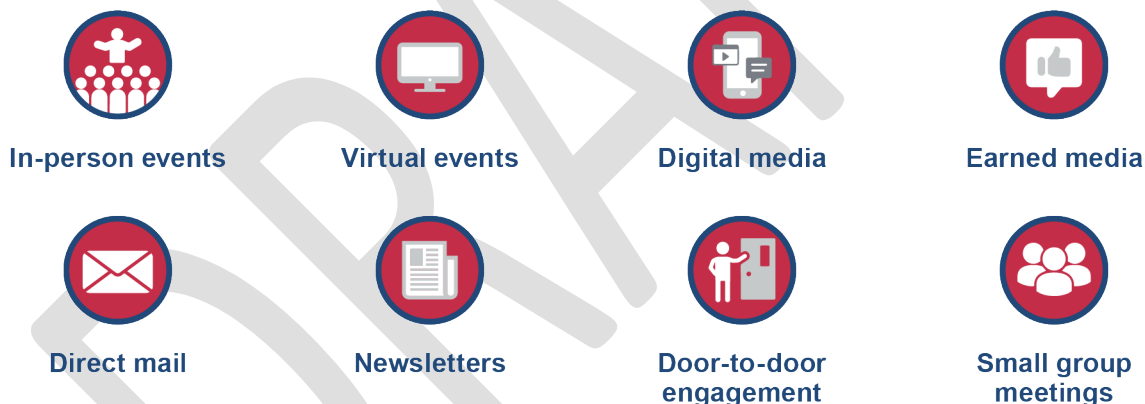 In-person events
Virtual events
Digital media
Earned media
Direct mail
Newsletters
Door-to-door
engagement
Small group
meetings
DRA